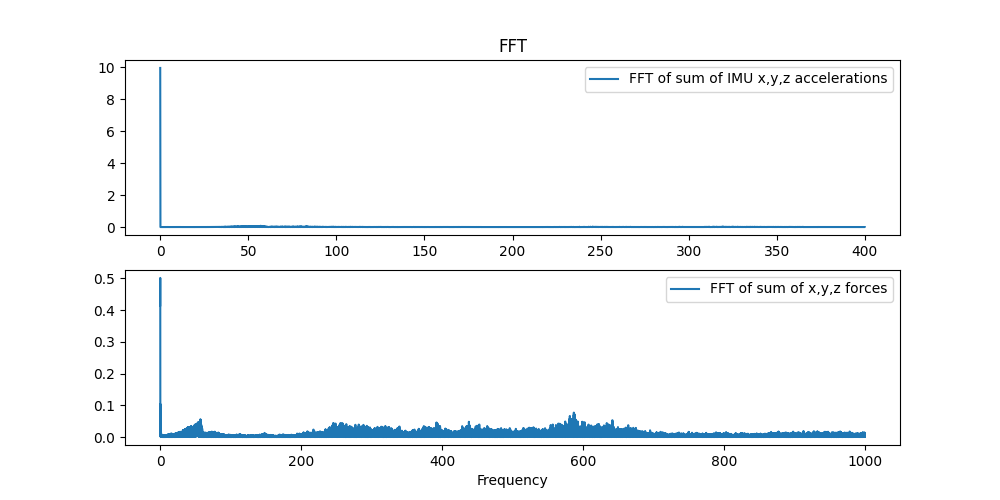 FFT
FFT of sum of IMU x,y,z accelerations
10
8
6
4
2
0
0 50 100 150 200 250 300 350 400
FFT of sum of x,y,z forces
0.5
0.4
0.3
0.2
0.1
0.0
0 200 400 600 800 1000
Frequency